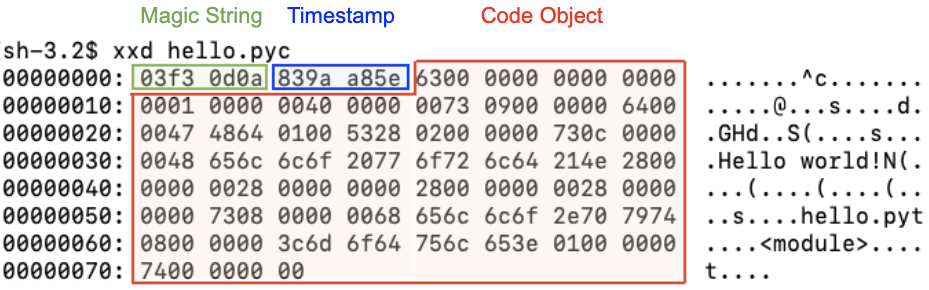 Magic String Timestamp Code Object
sh-3.2$ xxd hello.pyc
00000000: 03f3 0d0a 839a a85e 6300 0000 0000 0000 .......^c.......
00000010: 0001 0000 0040 0000 0073 0900 0000 6400 .....@...s....d.
00000020: 0047 4864 0100 5328 0200 0000 730c 0000 .GHd..S(....s...
00000030: 0048 656c 6c6f 2077 6f72 6c64 214e 2800 .Hello world!N(.
00000040: 0000 0028 0000 0000 2800 0000 0028 0000 ...(....(....(..
00000050: 0000 7308 0000 0068 656c 6c6f 2e70 7974 ..s....hello.pyt
00000060: 0800 0000 3c6d 6f64 756c 653e 0100 0000 ....<module>....
00000070: 7400 0000 00 t....